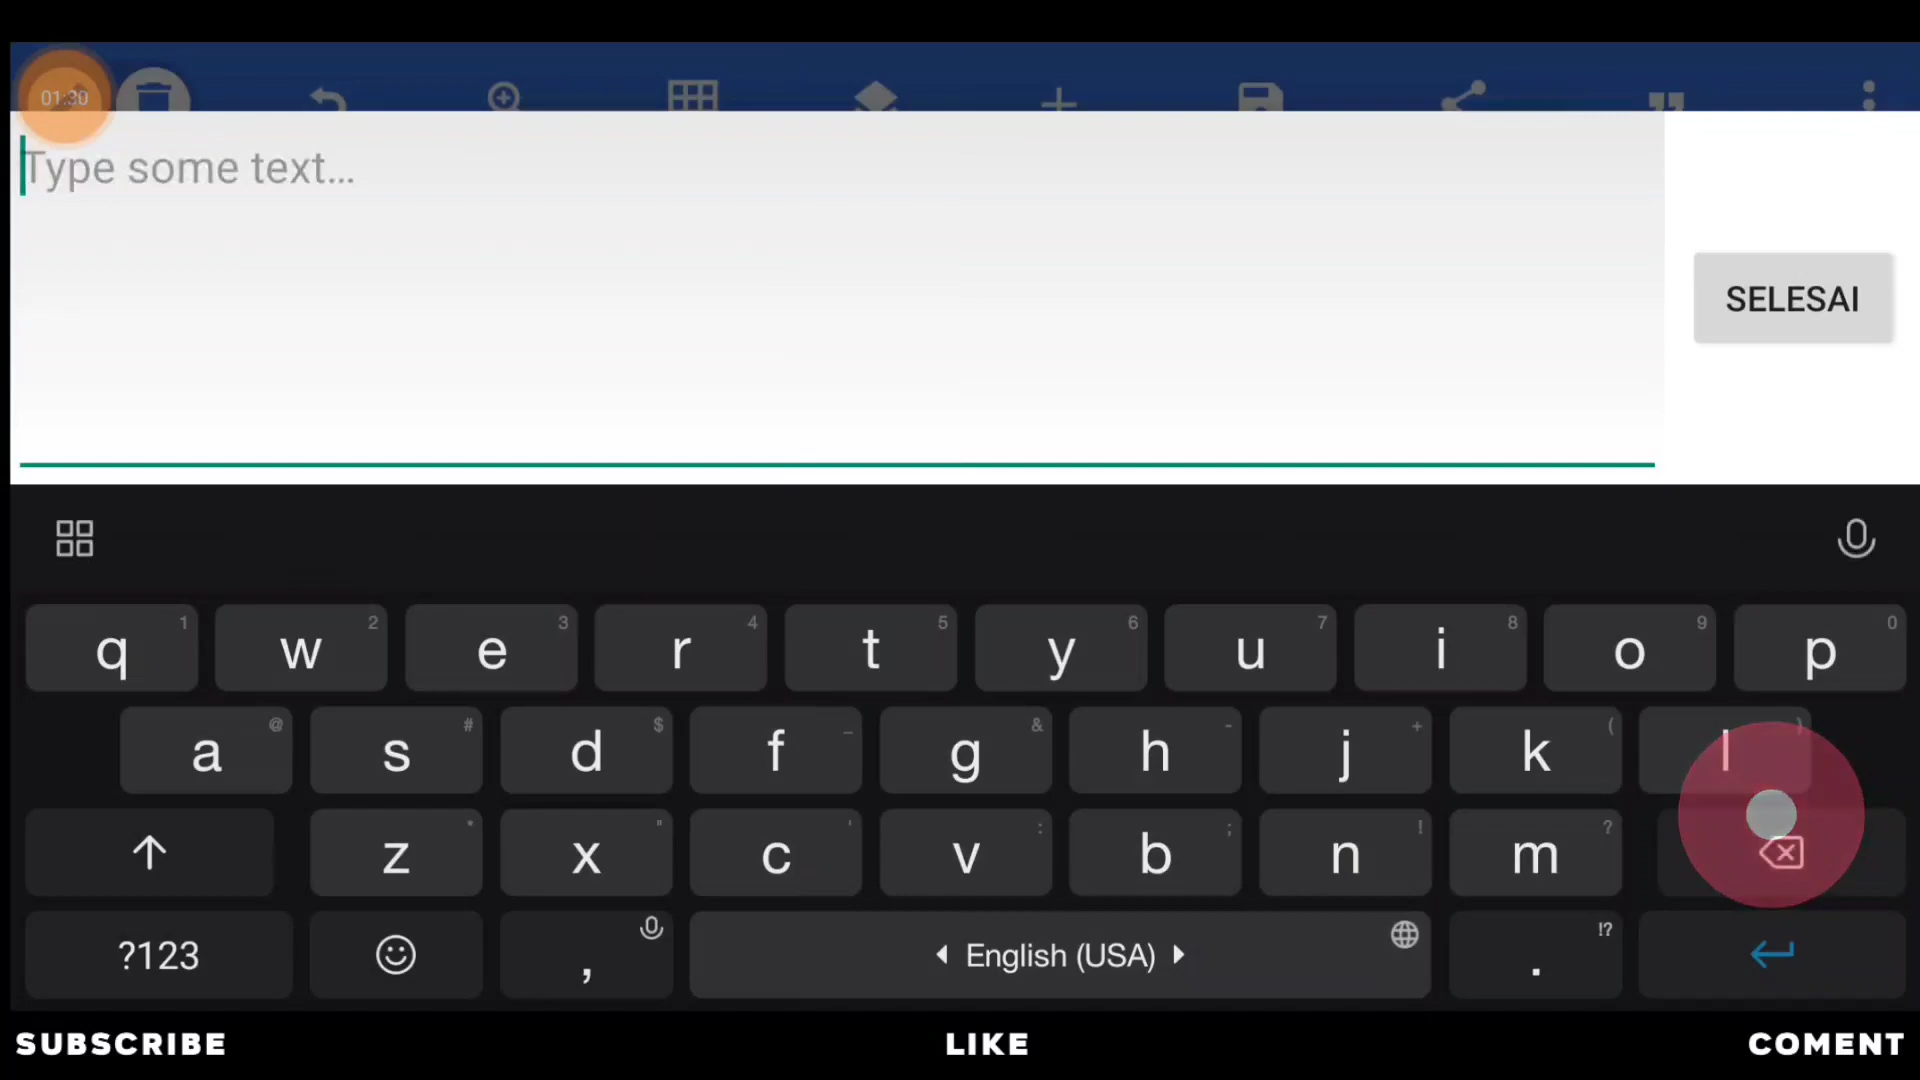 01:30
Type some text...
SELESAI
q 1 w 2 e 3 r 4 t 5 y 6 u 7 i 8 o 9 p 0
a @ s # d $ f _ g & h - j + k ( l )
z * x " c ' v : b ; n ! m ?
?123 , English (USA) . !?
SUBSCRIBE LIKE COMENT